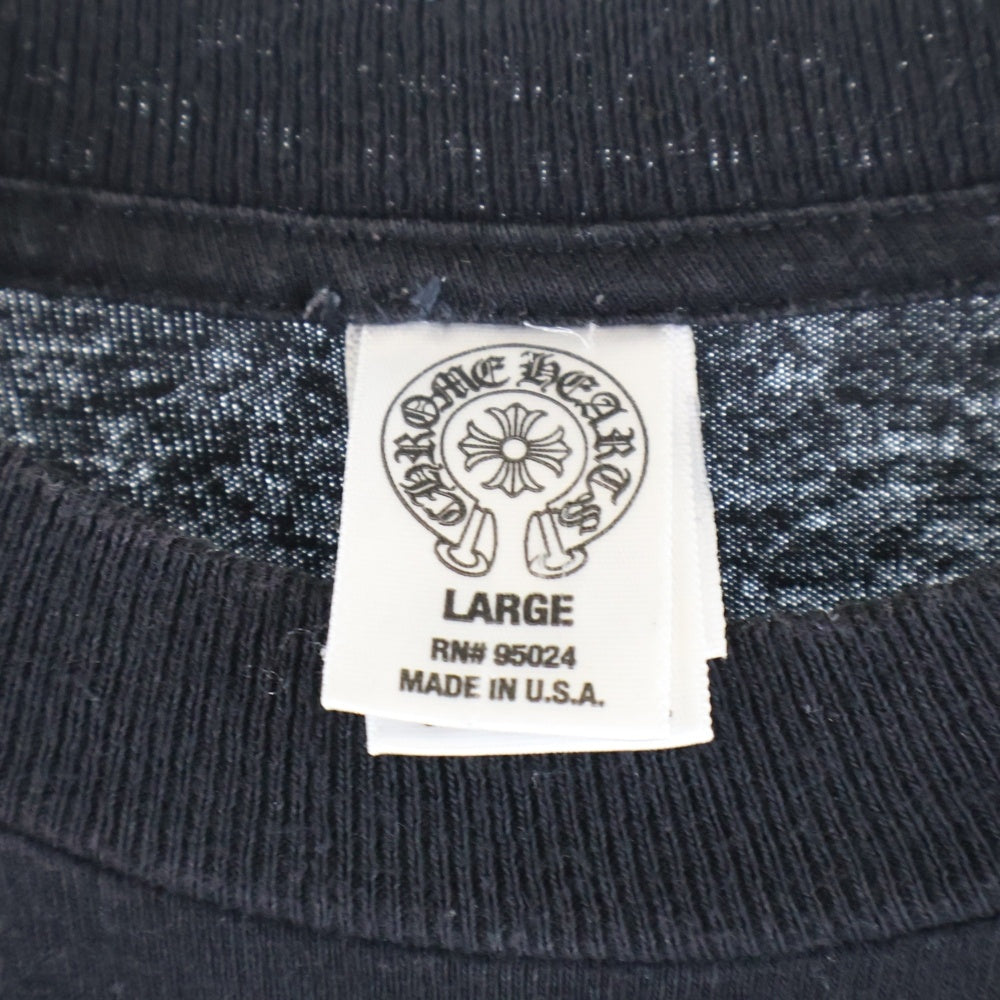 CHROME HEARTS
LARGE
RN# 95024
MADE IN U.S.A.